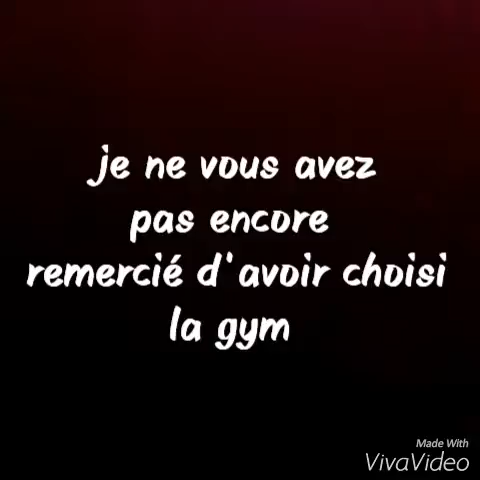 je ne vous avez
pas encore
remercié d'avoir choisi
la gym
Made With
VivaVideo